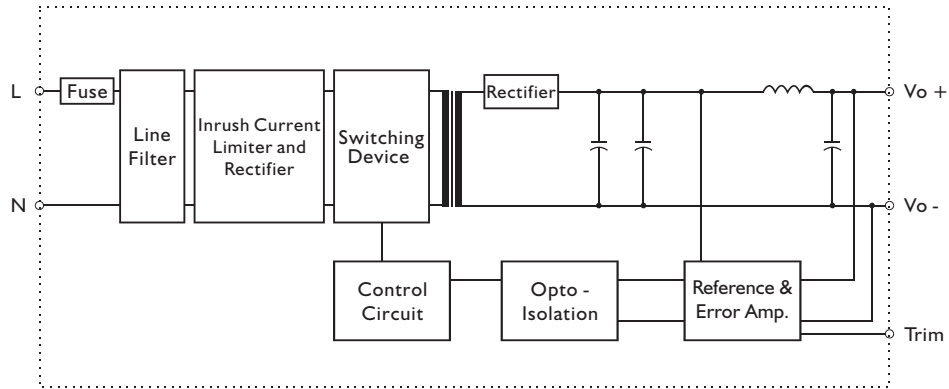 L
Fuse
Line
Filter
Inrush Current
Limiter and
Rectifier
Switching
Device
Rectifier
Vo +
N
Vo -
Control
Circuit
Opto -
Isolation
Reference &
Error Amp.
Trim